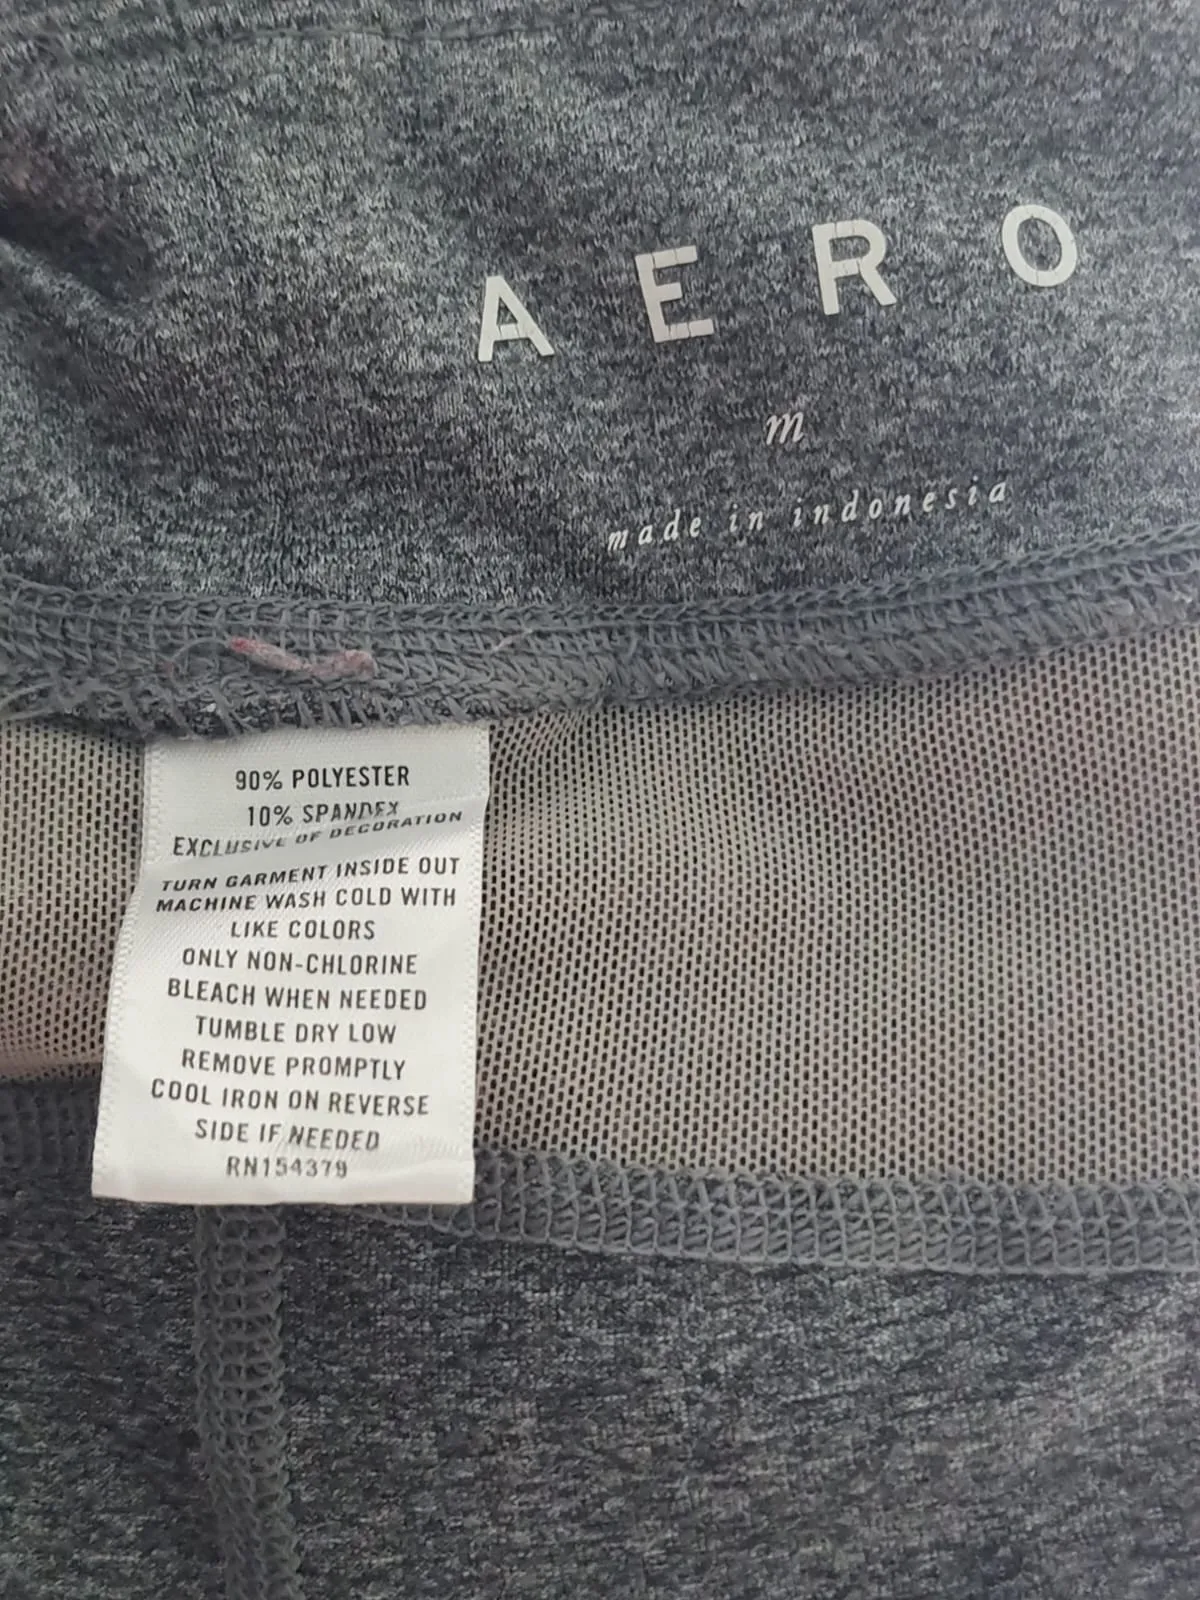 AERO
m
made in indonesia
90% POLYESTER
10% SPANDEX
EXCLUSIVE OF DECORATION
TURN GARMENT INSIDE OUT
MACHINE WASH COLD WITH
LIKE COLORS
ONLY NON-CHLORINE
BLEACH WHEN NEEDED
TUMBLE DRY LOW
REMOVE PROMPTLY
COOL IRON ON REVERSE
SIDE IF NEEDED
RN154379